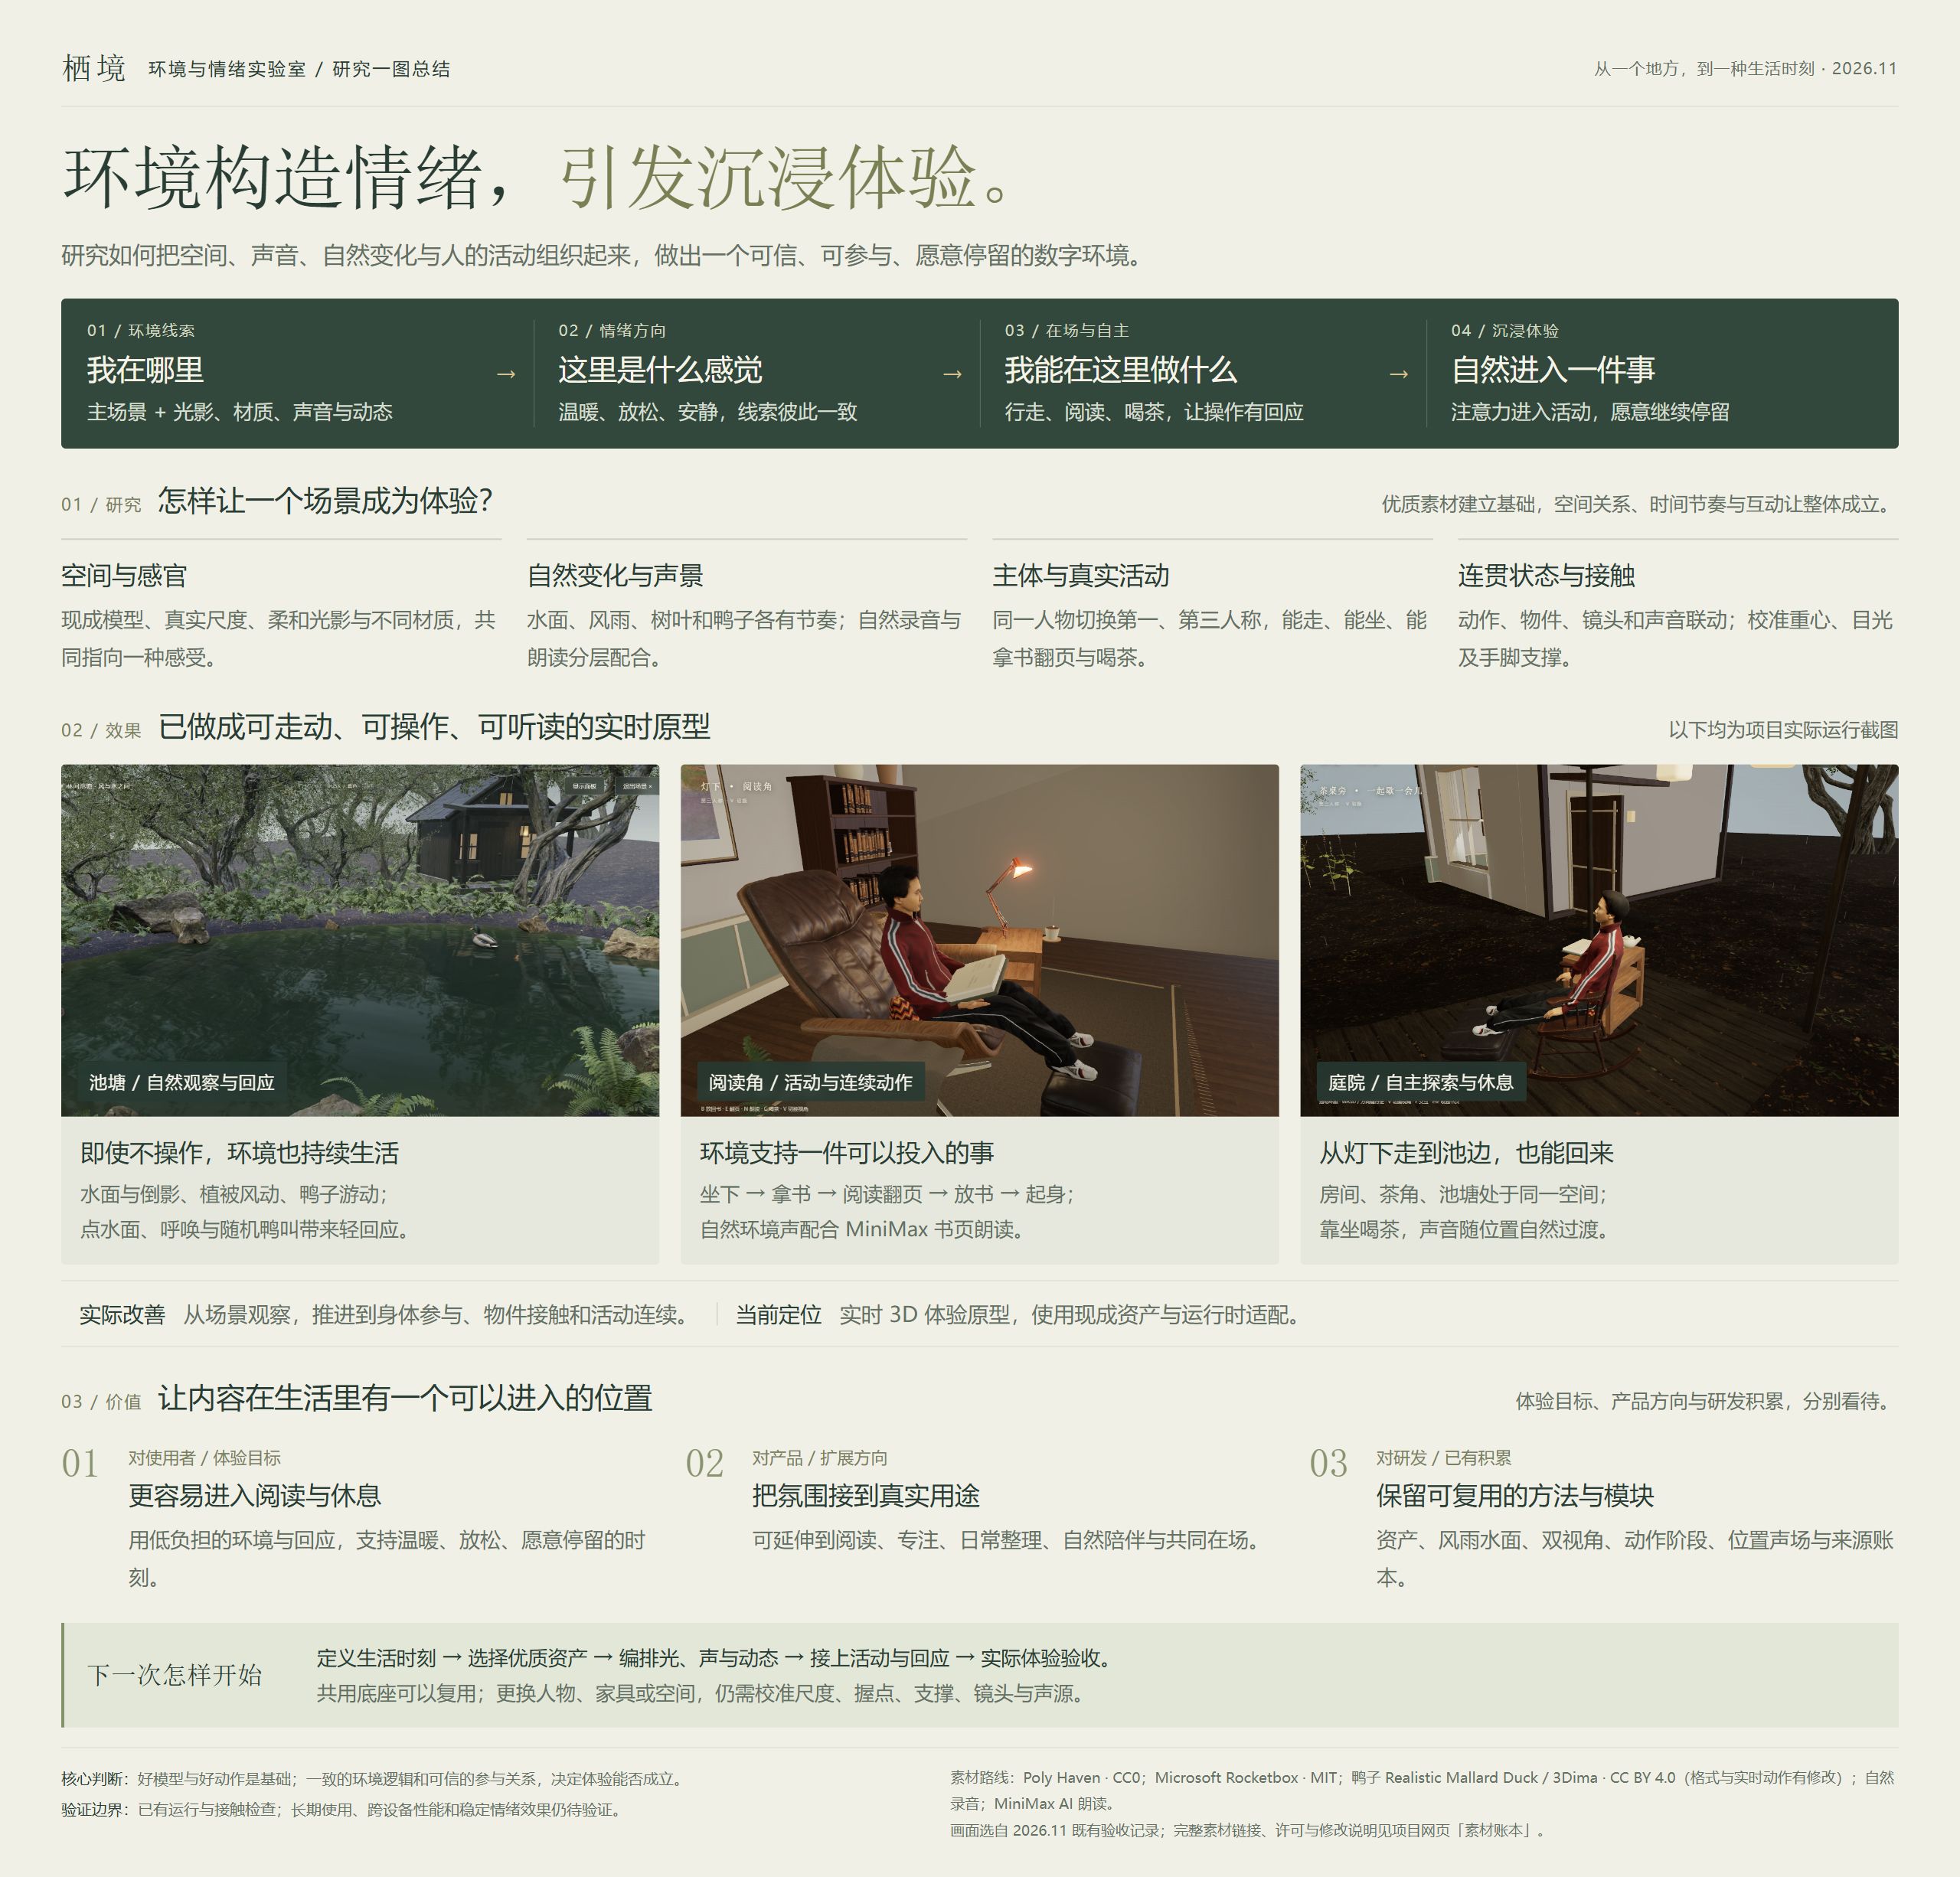 栖境 环境与情绪实验室 / 研究一图总结
从一个地方，到一种生活时刻 · 2026.11
环境构造情绪，引发沉浸体验。
研究如何把空间、声音、自然变化与人的活动组织起来，做出一个可信、可参与、愿意停留的数字环境。
01 / 环境线索
我在哪里
主场景 + 光影、材质、声音与动态
→
02 / 情绪方向
这里是什么感觉
温暖、放松、安静，线索彼此一致
→
03 / 在场与自主
我能在这里做什么
行走、阅读、喝茶，让操作有回应
→
04 / 沉浸体验
自然进入一件事
注意力进入活动，愿意继续停留
01 / 研究 怎样让一个场景成为体验？
优质素材建立基础，空间关系、时间节奏与互动让整体成立。
空间与感官
现成模型、真实尺度、柔和光影与不同材质，共
同指向一种感受。
自然变化与声景
水面、风雨、树叶和鸭子各有节奏；自然录音与
朗读分层配合。
主体与真实活动
同一人物切换第一、第三人称，能走、能坐、能
拿书翻页与喝茶。
连贯状态与接触
动作、物件、镜头和声音联动；校准重心、目光
及手脚支撑。
02 / 效果 已做成可走动、可操作、可听读的实时原型
以下均为项目实际运行截图
显示面板
退出场景 ×
池塘 / 自然观察与回应
即使不操作，环境也持续生活
水面与倒影、植被风动、鸭子游动；
点水面、呼唤与随机鸭叫带来轻回应。
灯下 • 阅读角
阅读角 / 活动与连续动作
环境支持一件可以投入的事
坐下 → 拿书 → 阅读翻页 → 放书 → 起身；
自然环境声配合 MiniMax 书页朗读。
茶桌旁 • 一起歇一会儿
庭院 / 自主探索与休息
从灯下走到池边，也能回来
房间、茶角、池塘处于同一空间；
靠坐喝茶，声音随位置自然过渡。
实际改善 从场景观察，推进到身体参与、物件接触和活动连续。
当前定位 实时 3D 体验原型，使用现成资产与运行时适配。
03 / 价值 让内容在生活里有一个可以进入的位置
体验目标、产品方向与研发积累，分别看待。
01
对使用者 / 体验目标
更容易进入阅读与休息
用低负担的环境与回应，支持温暖、放松、愿意停留的时
刻。
02
对产品 / 扩展方向
把氛围接到真实用途
可延伸到阅读、专注、日常整理、自然陪伴与共同在场。
03
对研发 / 已有积累
保留可复用的方法与模块
资产、风雨水面、双视角、动作阶段、位置声场与来源账
本。
下一次怎样开始
定义生活时刻 → 选择优质资产 → 编排光、声与动态 → 接上活动与回应 → 实际体验验收。
共用底座可以复用；更换人物、家具或空间，仍需校准尺度、握点、支撑、镜头与声源。
核心判断：好模型与好动作是基础；一致的环境逻辑和可信的参与关系，决定体验能否成立。
验证边界：已有运行与接触检查；长期使用、跨设备性能和稳定情绪效果仍待验证。
素材路线：Poly Haven · CC0；Microsoft Rocketbox · MIT；鸭子 Realistic Mallard Duck / 3Dima · CC BY 4.0（格式与实时动作有修改）；自然
录音；MiniMax AI 朗读。
画面选自 2026.11 既有验收记录；完整素材链接、许可与修改说明见项目网页「素材账本」。